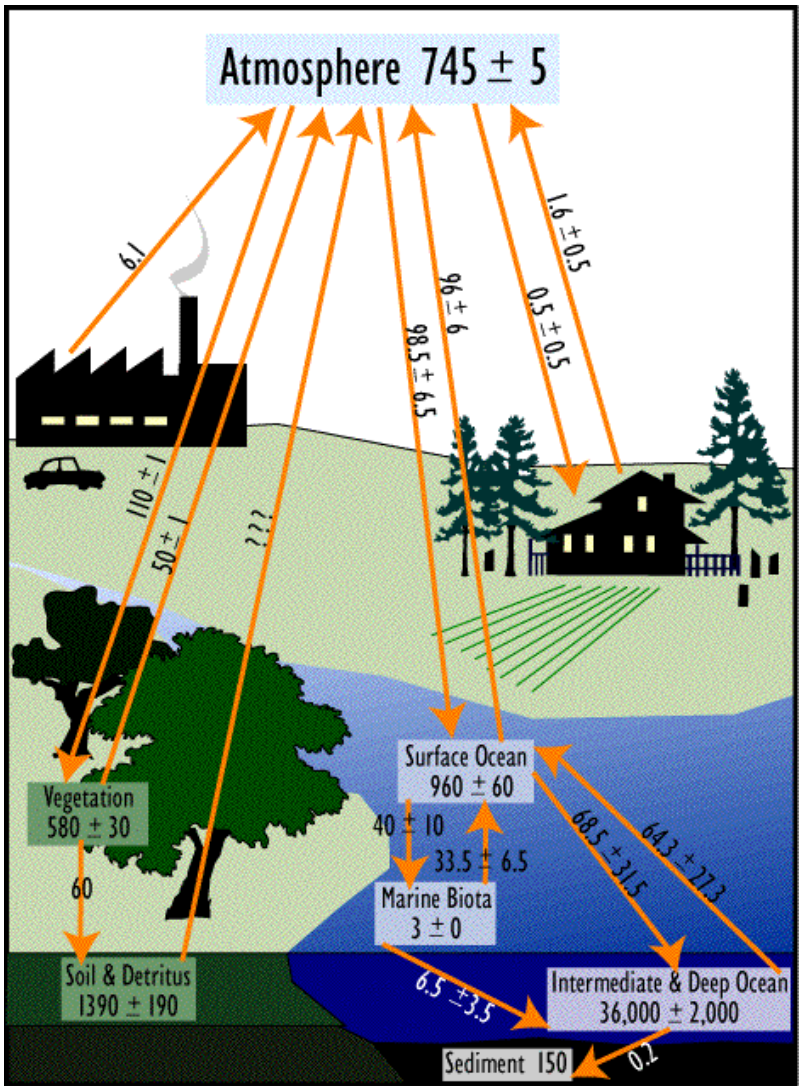 Atmosphere 745 ± 5
6.1
1.6 ± 0.5
96 ± 6
0.5 ± 0.5
98.5 ± 6.5
110 ± 1
50 ± 1
???
Surface Ocean
960 ± 60
Vegetation
580 ± 30
40 ± 10
68.5 ± 31.5
64.3 ± 27.3
33.5 ± 6.5
60
Marine Biota
3 ± 0
Soil & Detritus
1390 ± 190
6.5 ± 3.5
Intermediate & Deep Ocean
36,000 ± 2,000
Sediment 150
0.2